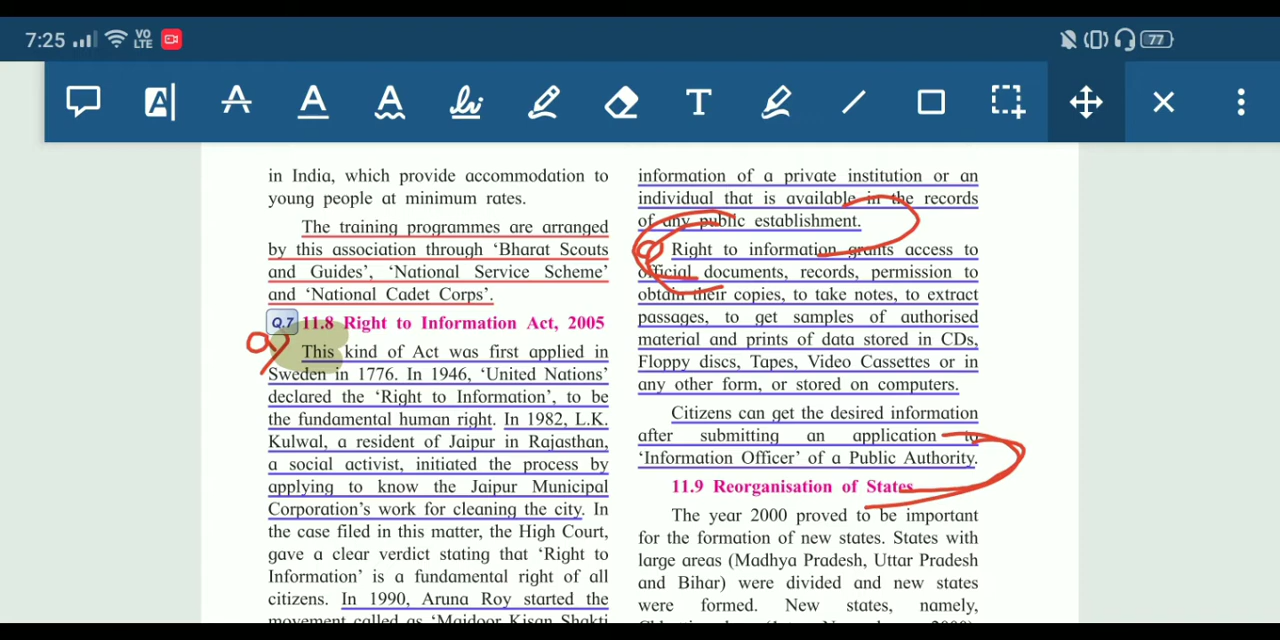 7:25
VO
LTE
77
T
in India, which provide accommodation to
young people at minimum rates.
The training programmes are arranged
by this association through 'Bharat Scouts
and Guides', 'National Service Scheme'
and 'National Cadet Corps'.
Q.7 11.8 Right to Information Act, 2005
This kind of Act was first applied in
Sweden in 1776. In 1946, 'United Nations'
declared the 'Right to Information', to be
the fundamental human right. In 1982, L.K.
Kulwal, a resident of Jaipur in Rajasthan,
a social activist, initiated the process by
applying to know the Jaipur Municipal
Corporation's work for cleaning the city. In
the case filed in this matter, the High Court,
gave a clear verdict stating that 'Right to
Information' is a fundamental right of all
citizens. In 1990, Aruna Roy started the
movement called as 'Majdoor Kisan Shakti
information of a private institution or an
individual that is available in the records
of any public establishment.
Right to information grants access to
official documents, records, permission to
obtain their copies, to take notes, to extract
passages, to get samples of authorised
material and prints of data stored in CDs,
Floppy discs, Tapes, Video Cassettes or in
any other form, or stored on computers.
Citizens can get the desired information
after submitting an application to
'Information Officer' of a Public Authority.
11.9 Reorganisation of States
The year 2000 proved to be important
for the formation of new states. States with
large areas (Madhya Pradesh, Uttar Pradesh
and Bihar) were divided and new states
were formed. New states, namely,